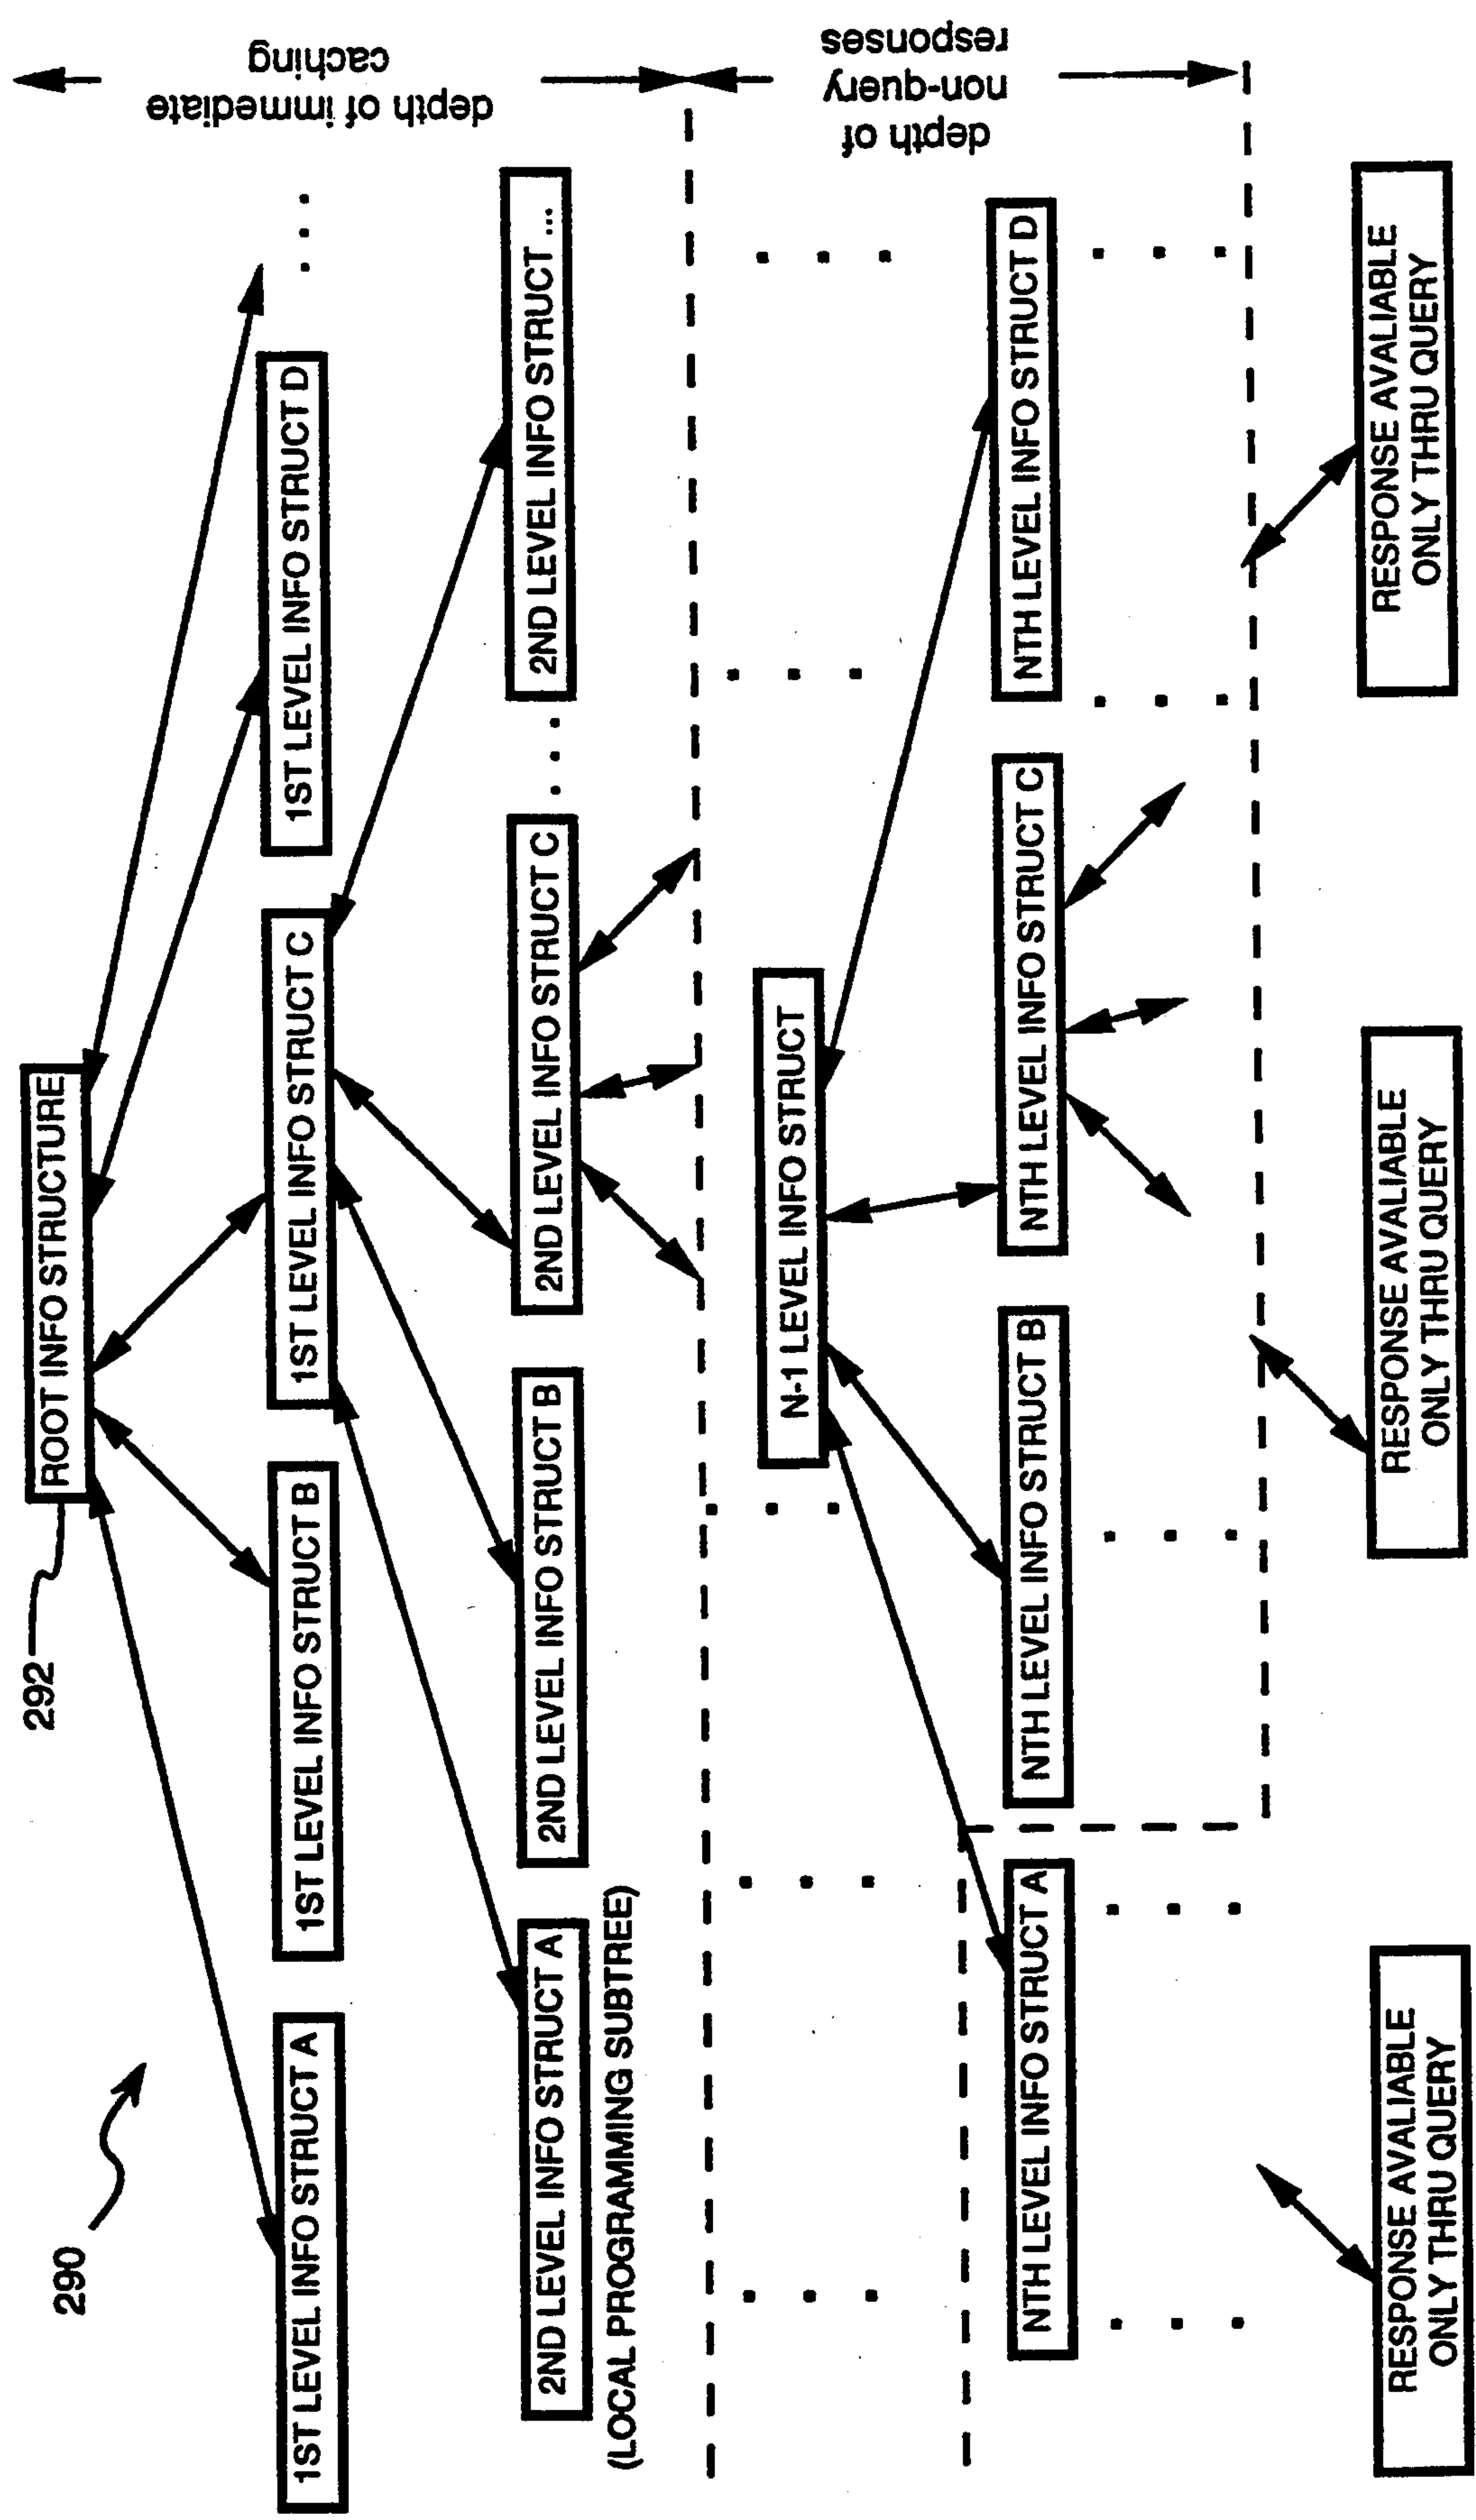 290
292
ROOT INFO STRUCTURE
depth of immediate
caching
1ST LEVEL INFO STRUCT A
1ST LEVEL INFO STRUCT B
1ST LEVEL INFO STRUCT C
1ST LEVEL INFO STRUCT D
2ND LEVEL INFO STRUCT A
(LOCAL PROGRAMMING SUBTREE)
2ND LEVEL INFO STRUCT B
2ND LEVEL INFO STRUCT C
2ND LEVEL INFO STRUCT ...
depth of
non-query
responses
N-1 LEVEL INFO STRUCT
NTH LEVEL INFO STRUCT A
NTH LEVEL INFO STRUCT B
NTH LEVEL INFO STRUCT C
NTH LEVEL INFO STRUCT D
RESPONSE AVALIABLE
ONLY THRU QUERY
RESPONSE AVALIABLE
ONLY THRU QUERY
RESPONSE AVALIABLE
ONLY THRU QUERY